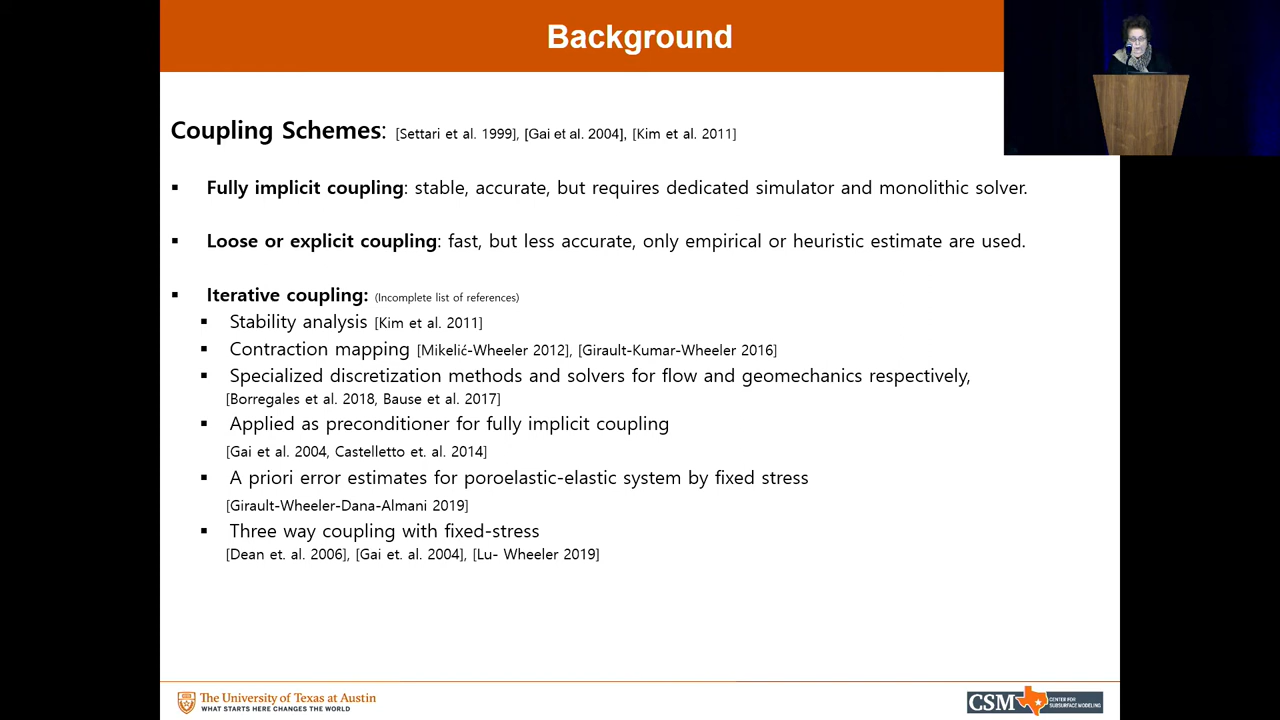 Background
Coupling Schemes: [Settari et al. 1999], [Gai et al. 2004], [Kim et al. 2011]
▪ Fully implicit coupling: stable, accurate, but requires dedicated simulator and monolithic solver.
▪ Loose or explicit coupling: fast, but less accurate, only empirical or heuristic estimate are used.
▪ Iterative coupling: (Incomplete list of references)
▪ Stability analysis [Kim et al. 2011]
▪ Contraction mapping [Mikelić-Wheeler 2012], [Girault-Kumar-Wheeler 2016]
▪ Specialized discretization methods and solvers for flow and geomechanics respectively,
[Borregales et al. 2018, Bause et al. 2017]
▪ Applied as preconditioner for fully implicit coupling
[Gai et al. 2004, Castelletto et. al. 2014]
▪ A priori error estimates for poroelastic-elastic system by fixed stress
[Girault-Wheeler-Dana-Almani 2019]
▪ Three way coupling with fixed-stress
[Dean et. al. 2006], [Gai et. al. 2004], [Lu- Wheeler 2019]
The University of Texas at Austin
WHAT STARTS HERE CHANGES THE WORLD
CSM CENTER FOR
SUBSURFACE MODELING